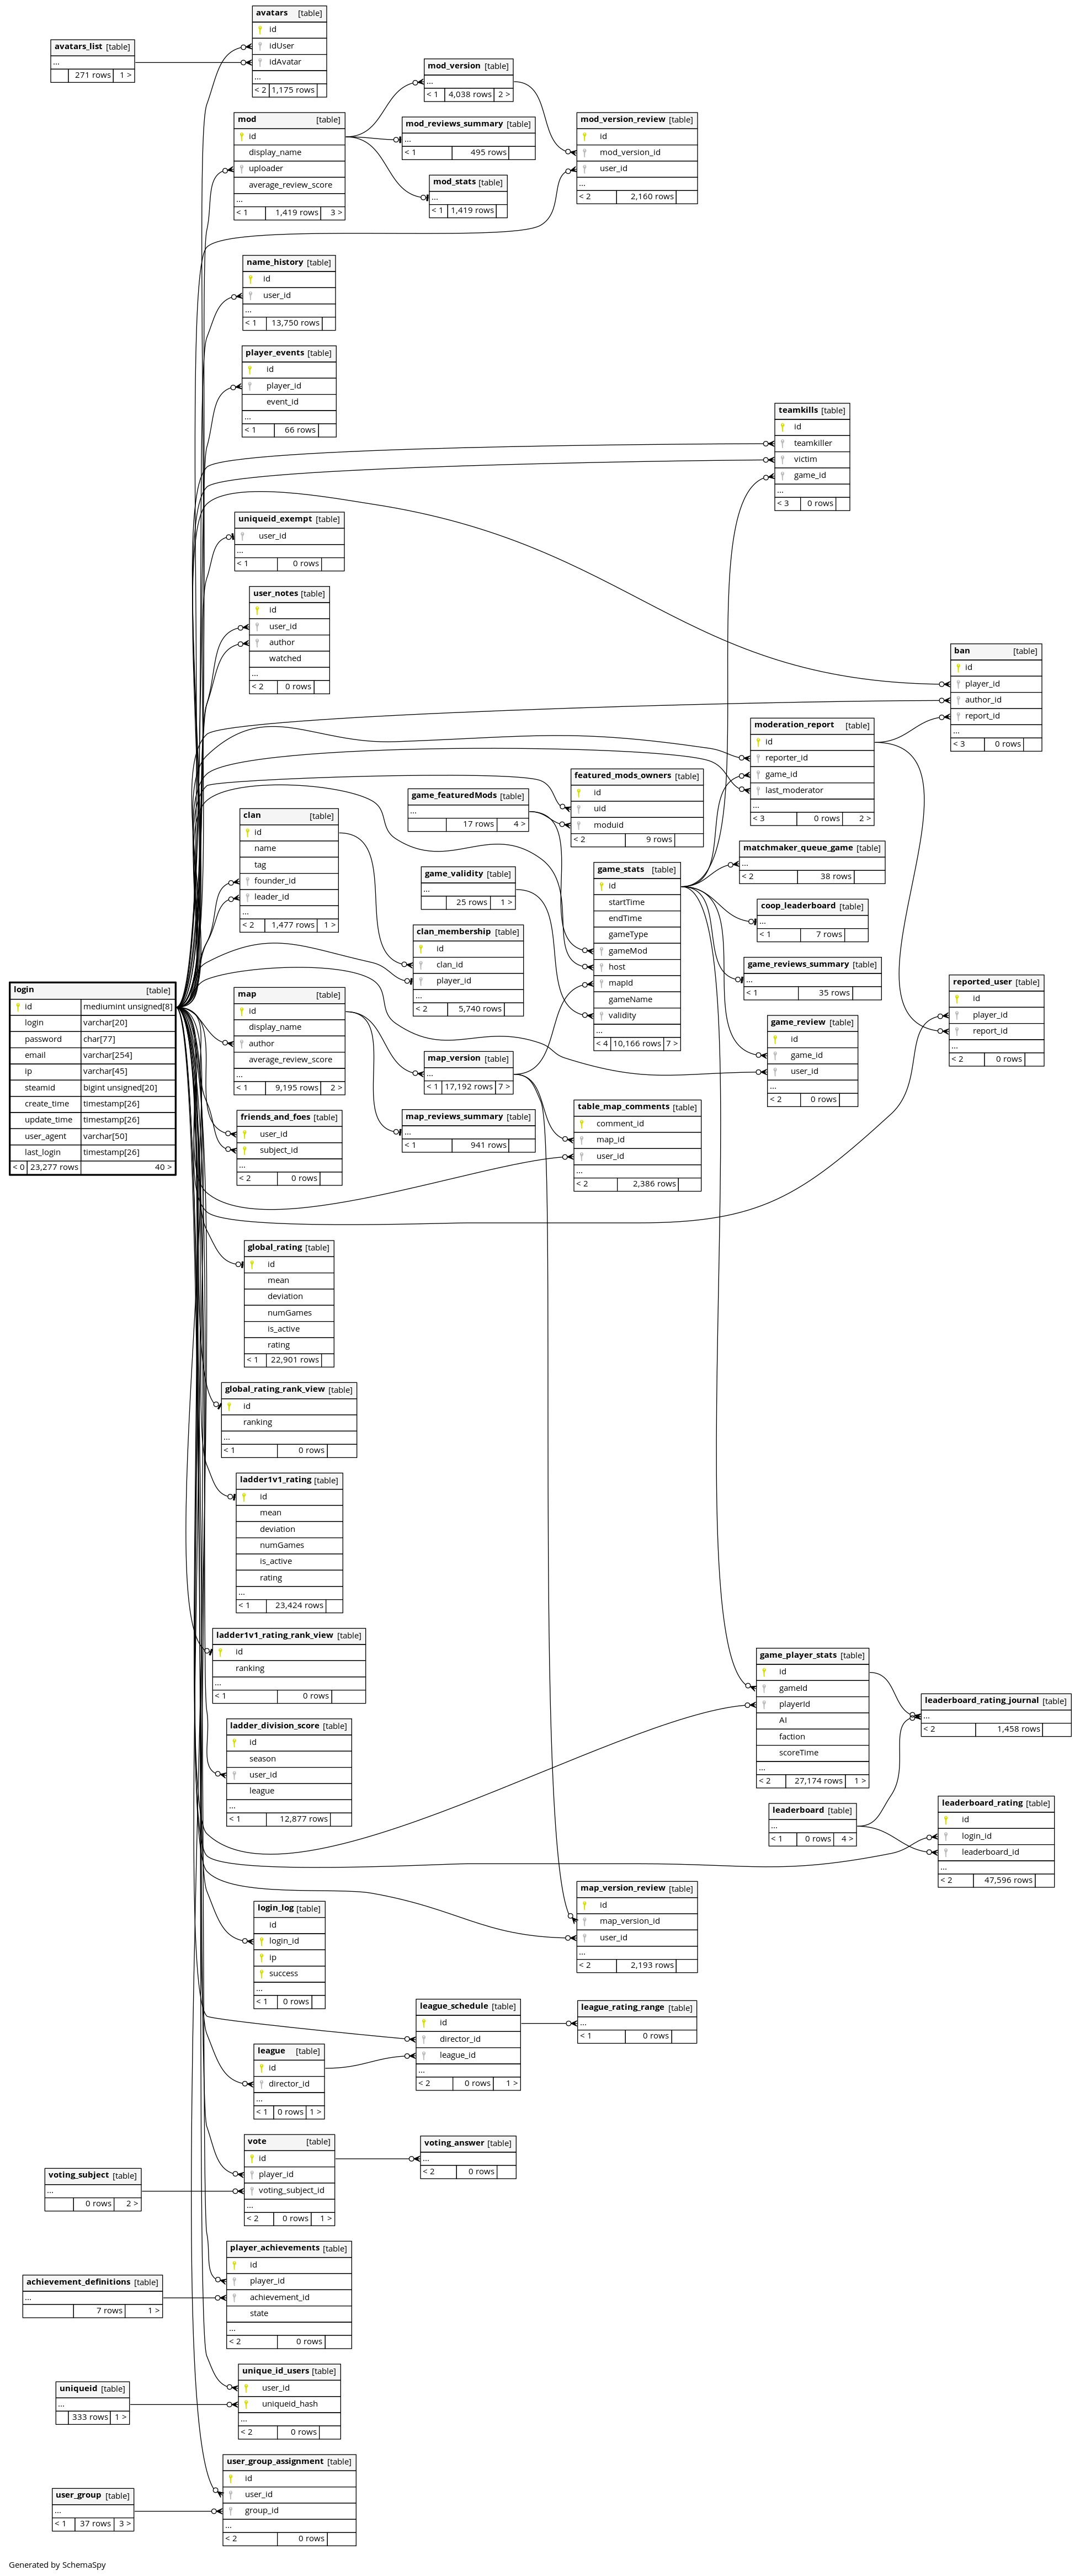 avatars_list [table]
...
271 rows 1 >
avatars [table]
id
idUser
idAvatar
...
< 2 1,175 rows
mod [table]
id
display_name
uploader
average_review_score
...
< 1 1,419 rows 3 >
mod_version [table]
...
< 1 4,038 rows 2 >
mod_reviews_summary [table]
...
< 1 495 rows
mod_stats [table]
...
< 1 1,419 rows
mod_version_review [table]
id
mod_version_id
user_id
...
< 2 2,160 rows
name_history [table]
id
user_id
...
< 1 13,750 rows
player_events [table]
id
player_id
event_id
...
< 1 66 rows
teamkills [table]
id
teamkiller
victim
game_id
...
< 3 0 rows
uniqueid_exempt [table]
user_id
...
< 1 0 rows
user_notes [table]
id
user_id
author
watched
...
< 2 0 rows
ban [table]
id
player_id
author_id
report_id
...
< 3 0 rows
moderation_report [table]
id
reporter_id
game_id
last_moderator
...
< 3 0 rows 2 >
featured_mods_owners [table]
id
uid
moduid
...
< 2 9 rows
game_featuredMods [table]
...
17 rows 4 >
clan [table]
id
name
tag
founder_id
leader_id
...
< 2 1,477 rows 1 >
matchmaker_queue_game [table]
...
< 2 38 rows
game_validity [table]
...
25 rows 1 >
game_stats [table]
id
startTime
endTime
gameType
gameMod
host
mapId
gameName
validity
...
< 4 10,166 rows 7 >
coop_leaderboard [table]
...
< 1 7 rows
clan_membership [table]
id
clan_id
player_id
...
< 2 5,740 rows
game_reviews_summary [table]
...
< 1 35 rows
reported_user [table]
id
player_id
report_id
...
< 2 0 rows
login [table]
id mediumint unsigned[8]
login varchar[20]
password char[77]
email varchar[254]
ip varchar[45]
steamid bigint unsigned[20]
create_time timestamp[26]
update_time timestamp[26]
user_agent varchar[50]
last_login timestamp[26]
< 0 23,277 rows 40 >
map [table]
id
display_name
author
average_review_score
...
< 1 9,195 rows 2 >
game_review [table]
id
game_id
user_id
...
< 2 0 rows
map_version [table]
...
< 1 17,192 rows 7 >
map_reviews_summary [table]
...
< 1 941 rows
table_map_comments [table]
comment_id
map_id
user_id
...
< 2 2,386 rows
friends_and_foes [table]
user_id
subject_id
...
< 2 0 rows
global_rating [table]
id
mean
deviation
numGames
is_active
rating
< 1 22,901 rows
global_rating_rank_view [table]
id
ranking
...
< 1 0 rows
ladder1v1_rating [table]
id
mean
deviation
numGames
is_active
rating
...
< 1 23,424 rows
ladder1v1_rating_rank_view [table]
id
ranking
...
< 1 0 rows
game_player_stats [table]
id
gameId
playerId
AI
faction
scoreTime
...
< 2 27,174 rows 1 >
leaderboard_rating_journal [table]
...
< 2 1,458 rows
ladder_division_score [table]
id
season
user_id
league
...
< 1 12,877 rows
leaderboard [table]
...
< 1 0 rows 4 >
leaderboard_rating [table]
id
login_id
leaderboard_id
...
< 2 47,596 rows
map_version_review [table]
id
map_version_id
user_id
...
< 2 2,193 rows
login_log [table]
id
login_id
ip
success
...
< 1 0 rows
league_schedule [table]
id
director_id
league_id
...
< 2 0 rows 1 >
league_rating_range [table]
...
< 1 0 rows
league [table]
id
director_id
...
< 1 0 rows 1 >
vote [table]
id
player_id
voting_subject_id
...
< 2 0 rows 1 >
voting_answer [table]
...
< 2 0 rows
voting_subject [table]
...
0 rows 2 >
player_achievements [table]
id
player_id
achievement_id
state
...
< 2 0 rows
achievement_definitions [table]
...
7 rows 1 >
unique_id_users [table]
user_id
uniqueid_hash
...
< 2 0 rows
uniqueid [table]
...
333 rows 1 >
user_group_assignment [table]
id
user_id
group_id
...
< 2 0 rows
user_group [table]
...
< 1 37 rows 3 >
Generated by SchemaSpy